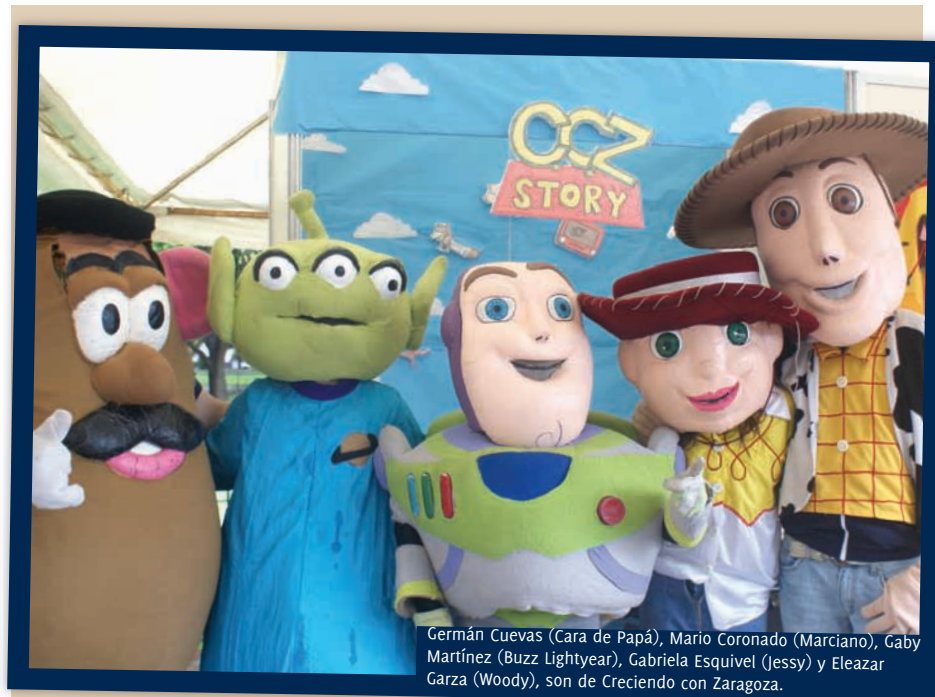 CCZ
STORY
Germán Cuevas (Cara de Papá), Mario Coronado (Marciano), Gaby
Martínez (Buzz Lightyear), Gabriela Esquivel (Jessy) y Eleazar
Garza (Woody), son de Creciendo con Zaragoza.